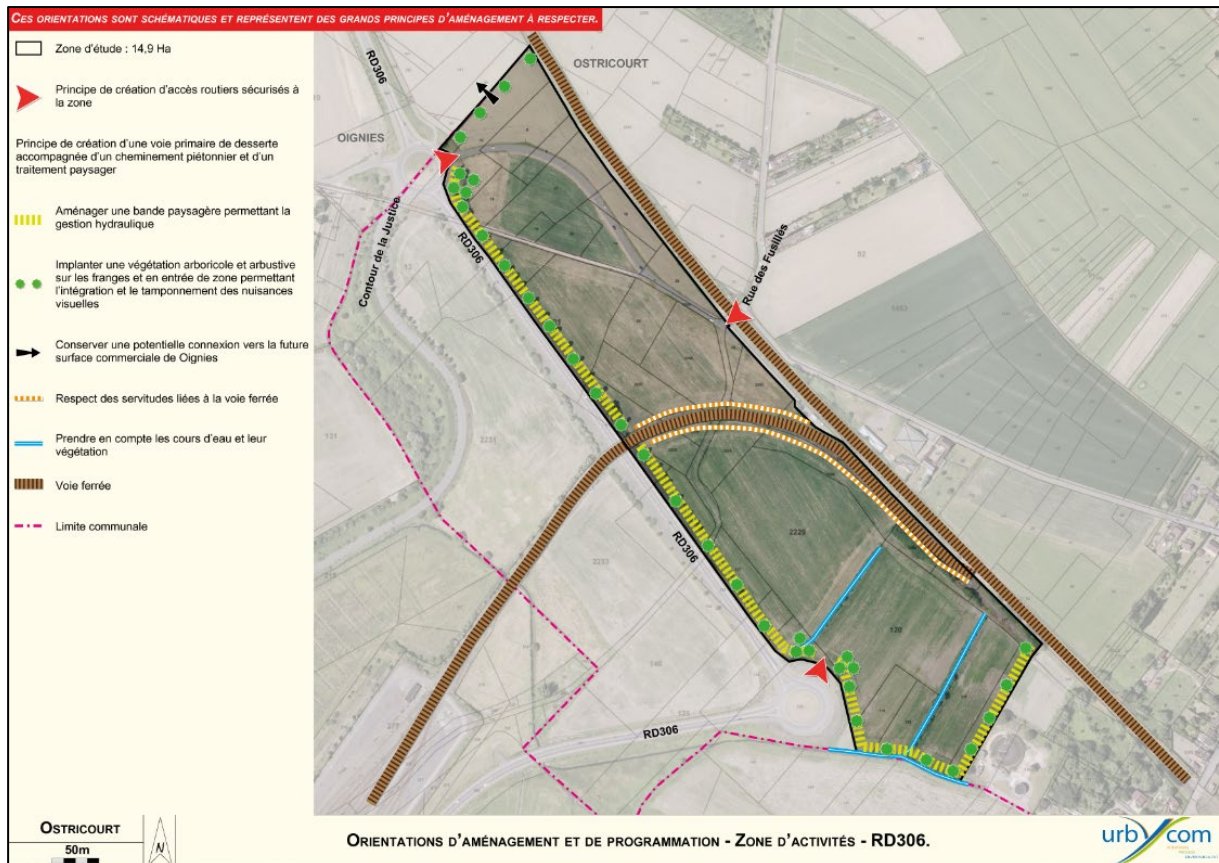 CES ORIENTATIONS SONT SCHÉMATIQUES ET REPRÉSENTENT DES GRANDS PRINCIPES D'AMÉNAGEMENT À RESPECTER.
Zone d'étude : 14,9 Ha
Principe de création d'accès routiers sécurisés à
la zone
Principe de création d'une voie primaire de desserte
accompagnée d'un cheminement piétonnier et d'un
traitement paysager
Aménager une bande paysagère permettant la
gestion hydraulique
Implanter une végétation arboricole et arbustive
sur les franges et en entrée de zone permettant
l'intégration et le tamponnement des nuisances
visuelles
Conserver une potentielle connexion vers la future
surface commerciale de Oignies
Respect des servitudes liées à la voie ferrée
Prendre en compte les cours d'eau et leur
végétation
Voie ferrée
Limite communale
OSTRICOURT
RD306
OIGNIES
Contour de la Justice
RD306
Rue des Fusillés
RD306
RD306
OSTRICOURT
50m
N
ORIENTATIONS D'AMÉNAGEMENT ET DE PROGRAMMATION - ZONE D'ACTIVITÉS - RD306.
urbycom